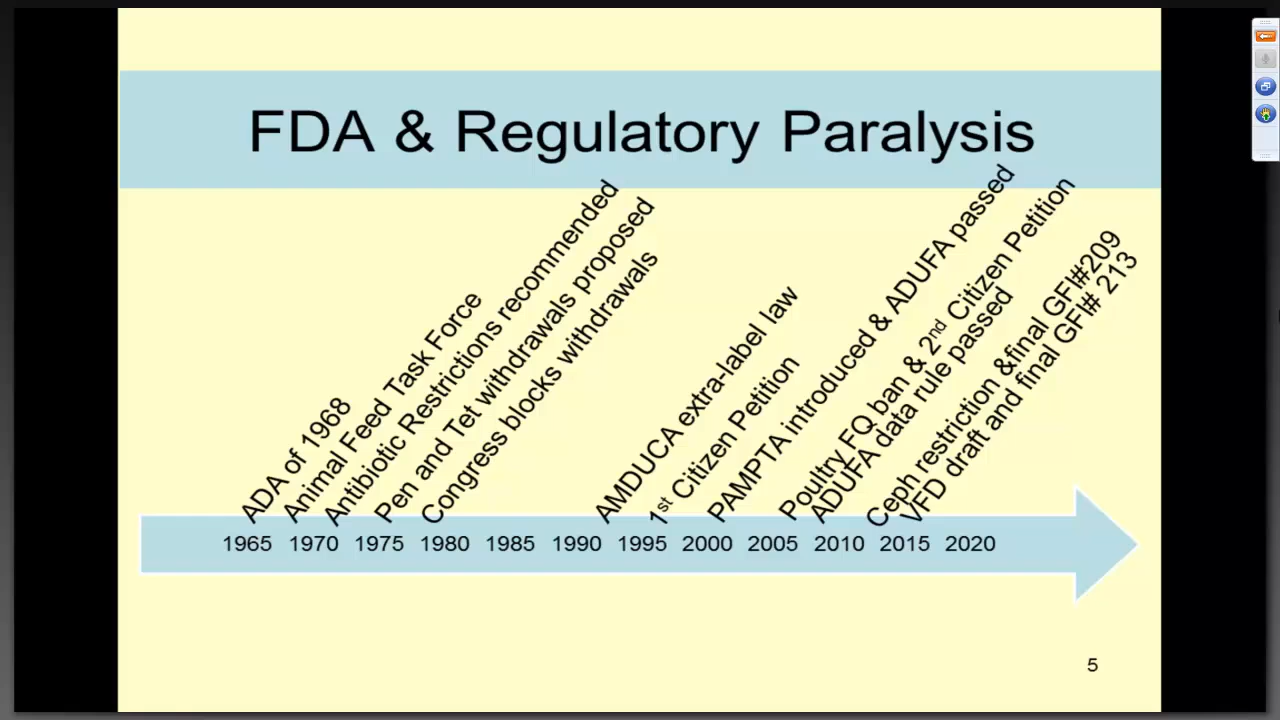 FDA & Regulatory Paralysis
ADA of 1968
Animal Feed Task Force
Antibiotic Restrictions recommended
Pen and Tet withdrawals proposed
Congress blocks withdrawals
AMDUCA extra-label law
1st Citizen Petition
PAMPTA introduced & ADUFA passed
Poultry FQ ban & 2nd Citizen Petition
ADUFA data rule passed
Ceph restriction &final GFI#209
VFD draft and final GFI# 213
1965 1970 1975 1980 1985 1990 1995 2000 2005 2010 2015 2020
5